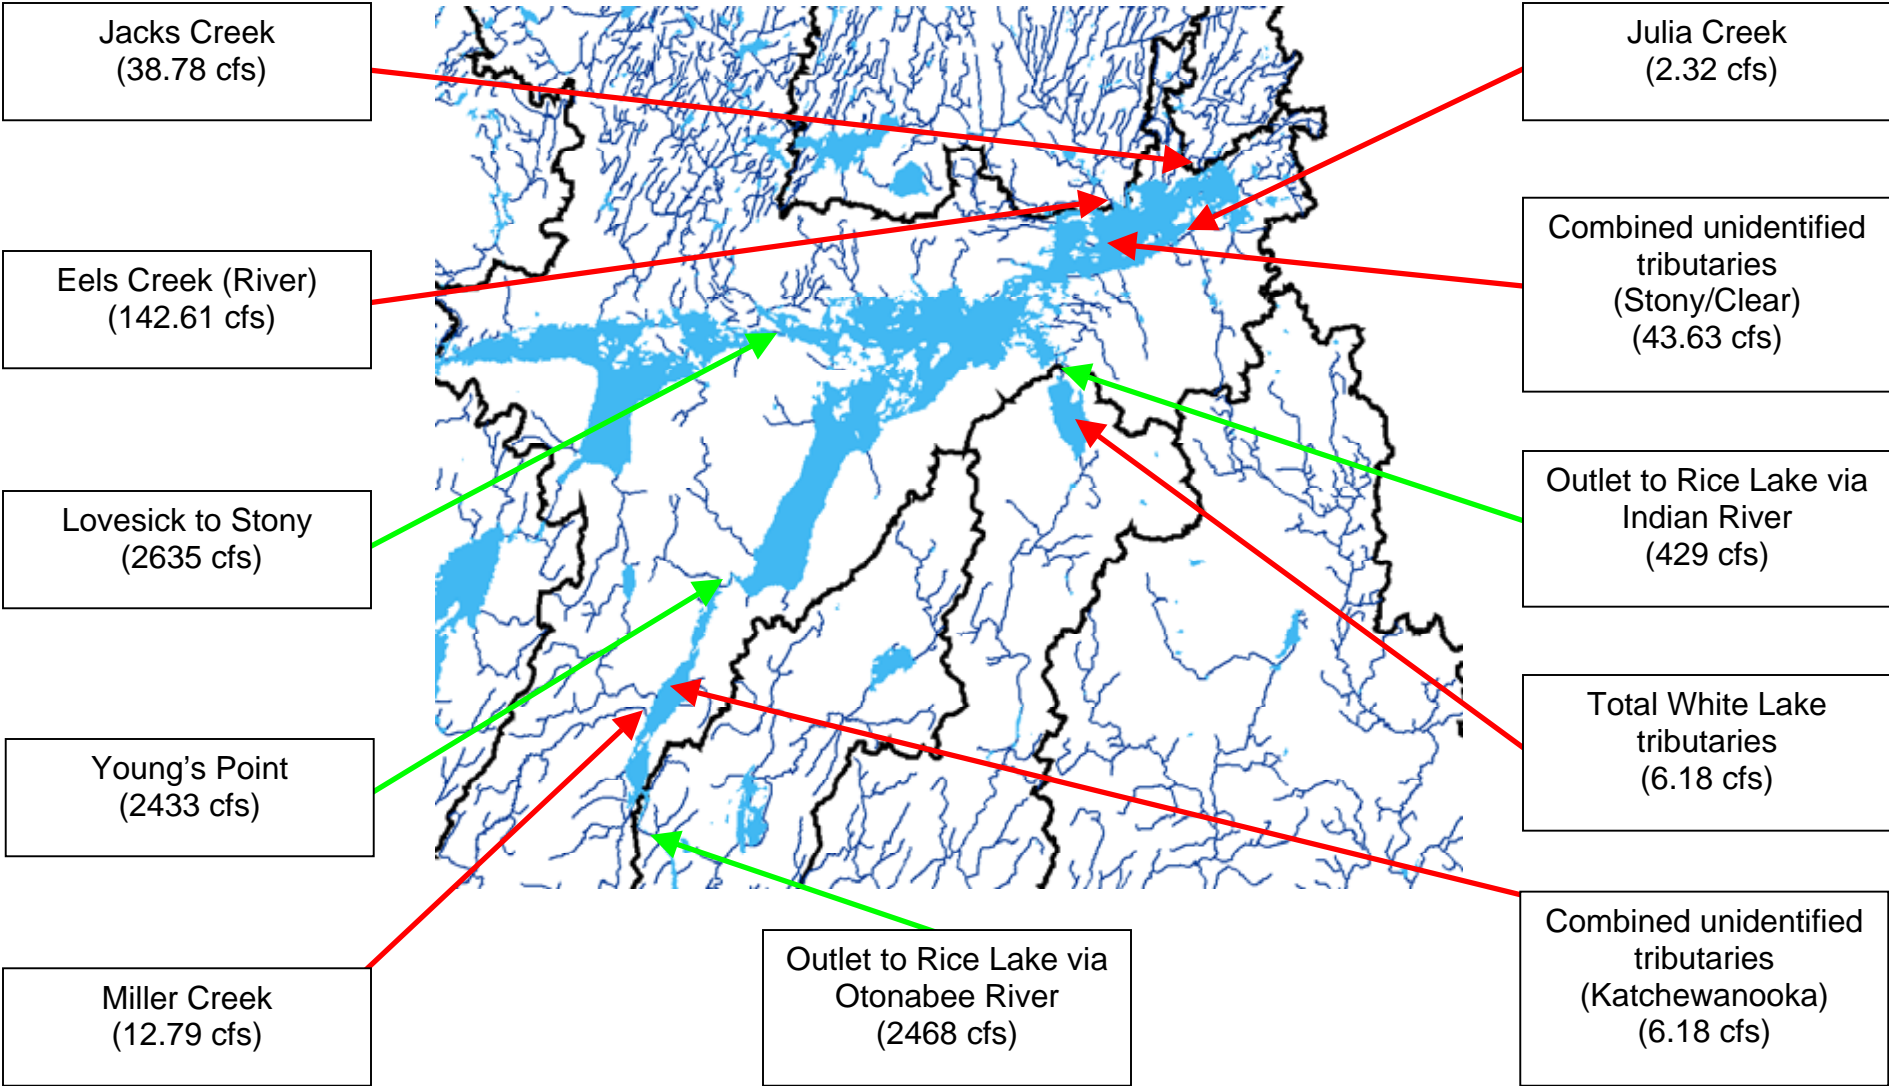 Jacks Creek
(38.78 cfs)
Julia Creek
(2.32 cfs)
Eels Creek (River)
(142.61 cfs)
Combined unidentified
tributaries
(Stony/Clear)
(43.63 cfs)
Lovesick to Stony
(2635 cfs)
Outlet to Rice Lake via
Indian River
(429 cfs)
Young's Point
(2433 cfs)
Total White Lake
tributaries
(6.18 cfs)
Miller Creek
(12.79 cfs)
Outlet to Rice Lake via
Otonabee River
(2468 cfs)
Combined unidentified
tributaries
(Katchewanooka)
(6.18 cfs)